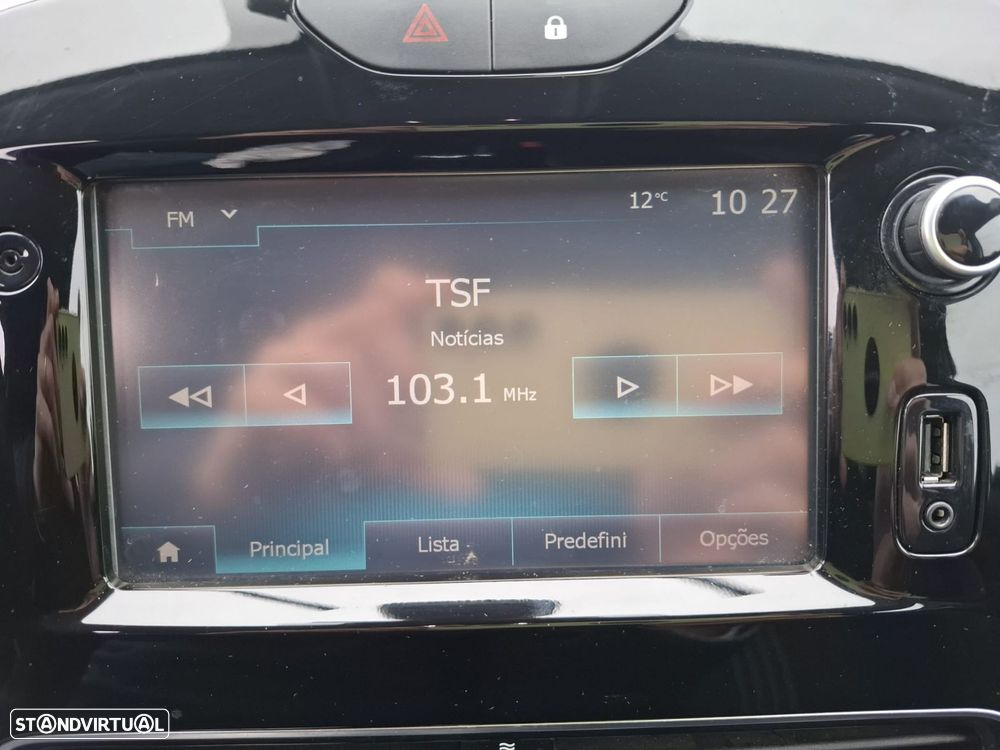 FM
12°C 10 27
TSF
Notícias
103.1 MHz
Principal Lista Predefini Opções
STANDVIRTUAL